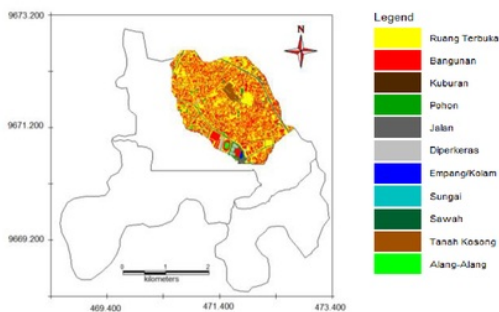 9673.200
9671.200
9669.200
469.400
471.400
473.400
N
0 1 2
kilometers
Legend
Ruang Terbuka
Bangunan
Kuburan
Pohon
Jalan
Diperkeras
Empang/Kolam
Sungai
Sawah
Tanah Kosong
Alang-Alang